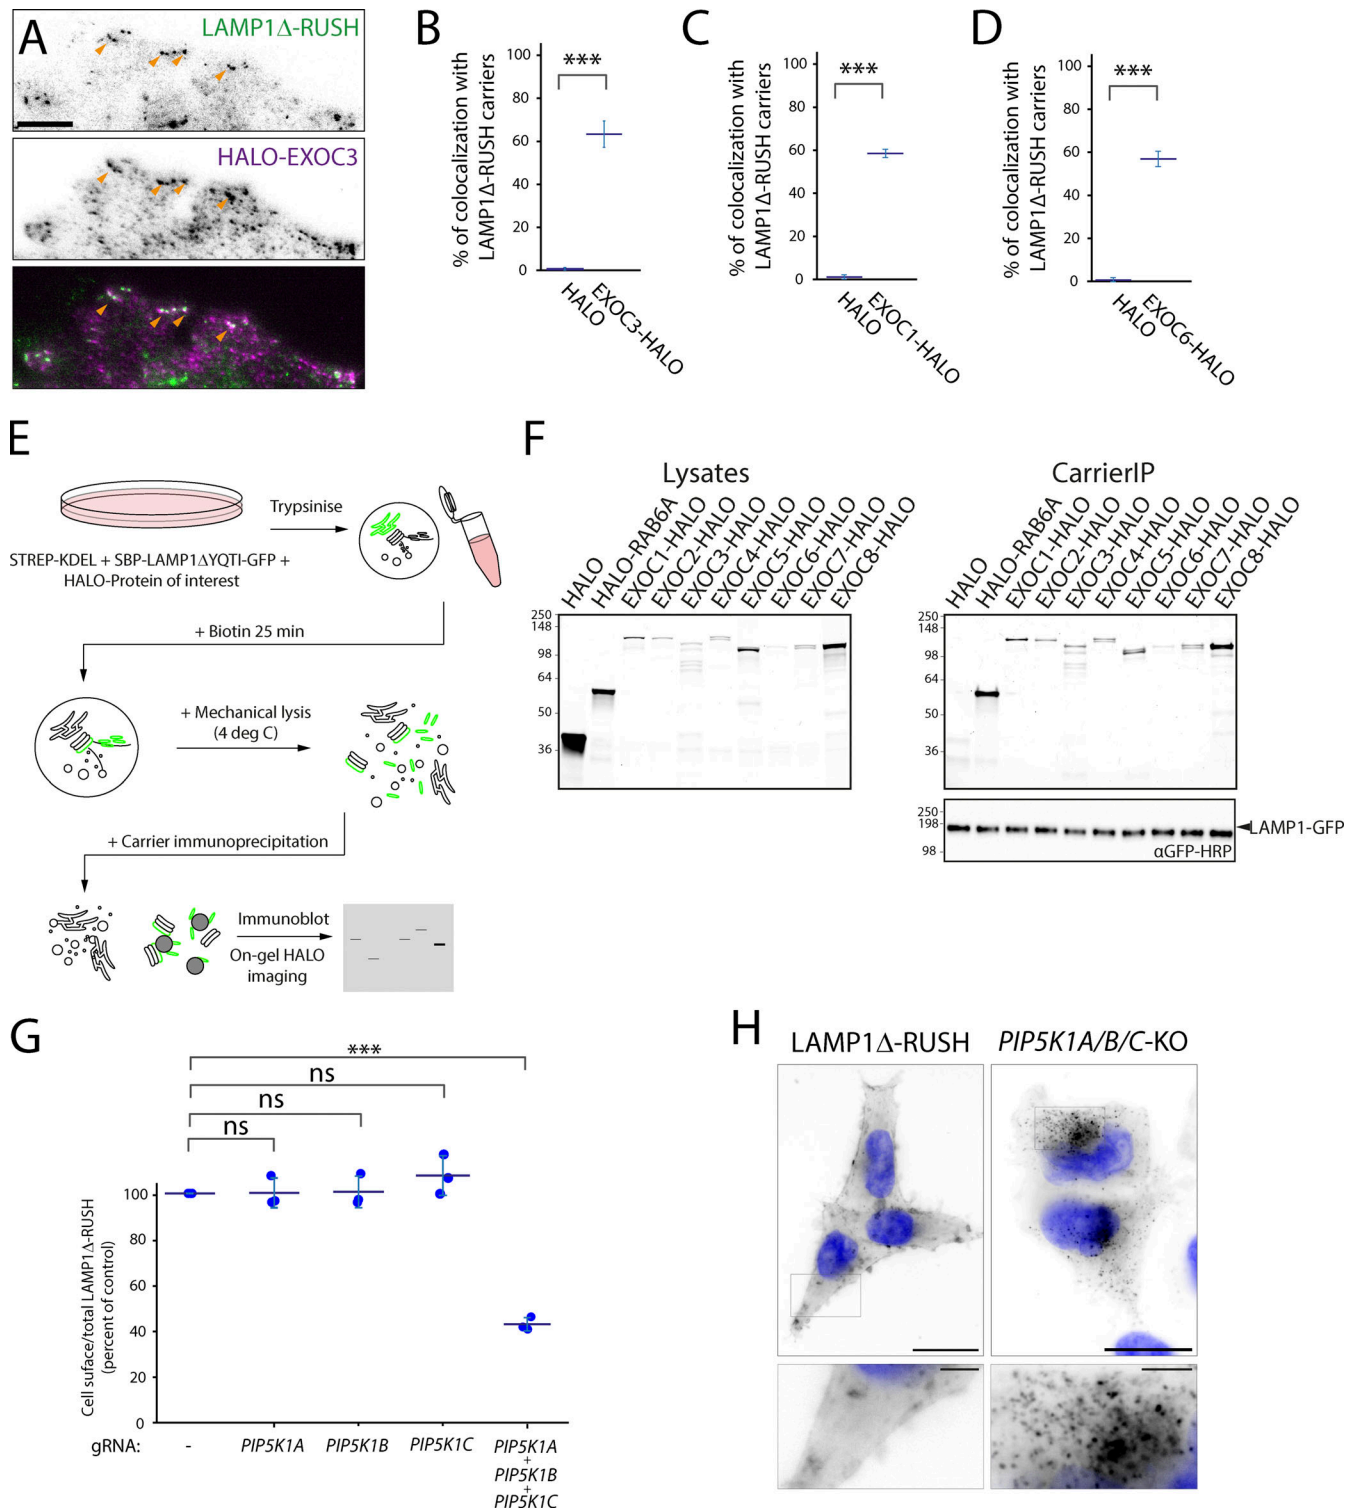 A
LAMP1Δ-RUSH
HALO-EXOC3
B
% of colocalization with
LAMP1Δ-RUSH carriers
100
80
60
40
20
0
***
HALO
EXOC3-HALO
C
% of colocalization with
LAMP1Δ-RUSH carriers
100
80
60
40
20
0
***
HALO
EXOC1-HALO
D
% of colocalization with
LAMP1Δ-RUSH carriers
100
80
60
40
20
0
***
HALO
EXOC6-HALO
E
Trypsinise
STREP-KDEL + SBP-LAMP1ΔYQTI-GFP +
HALO-Protein of interest
+ Biotin 25 min
+ Mechanical lysis
(4 deg C)
+ Carrier immunoprecipitation
Immunoblot
On-gel HALO
imaging
F
Lysates
HALO
HALO-RAB6A
EXOC1-HALO
EXOC2-HALO
EXOC3-HALO
EXOC4-HALO
EXOC5-HALO
EXOC6-HALO
EXOC7-HALO
EXOC8-HALO
250
148
98
64
50
36
CarrierIP
HALO
HALO-RAB6A
EXOC1-HALO
EXOC2-HALO
EXOC3-HALO
EXOC4-HALO
EXOC5-HALO
EXOC6-HALO
EXOC7-HALO
EXOC8-HALO
250
148
98
64
50
36
250
198
98
LAMP1-GFP
αGFP-HRP
G
***
ns
ns
ns
Cell suface/total LAMP1Δ-RUSH
(percent of control)
100
80
60
40
20
0
gRNA:
-
PIP5K1A
PIP5K1B
PIP5K1C
PIP5K1A
+
PIP5K1B
+
PIP5K1C
H
LAMP1Δ-RUSH
PIP5K1A/B/C-KO